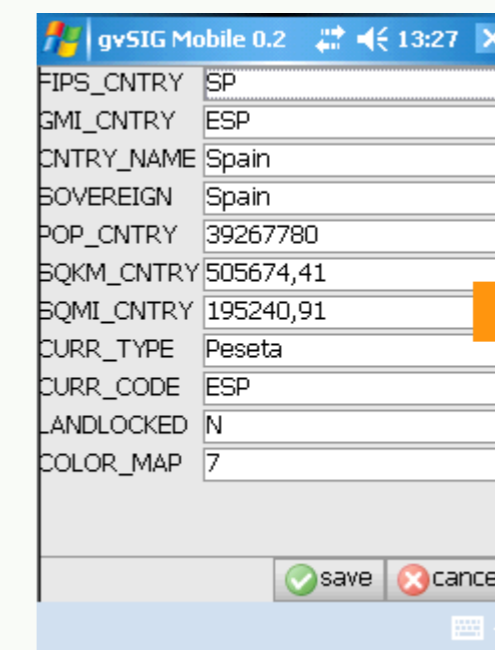 gvSIG Mobile 0.2 13:27
FIPS_CNTRY SP
GMI_CNTRY ESP
CNTRY_NAME Spain
SOVEREIGN Spain
POP_CNTRY 39267780
SQKM_CNTRY 505674,41
SQMI_CNTRY 195240,91
CURR_TYPE Peseta
CURR_CODE ESP
LANDLOCKED N
COLOR_MAP 7
save cance